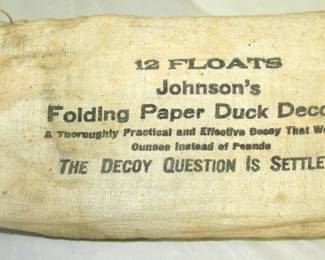 12 FLOATS
Johnson's
Folding Paper Duck Deco
A Thoroughly Practical and Effective Decoy That We
Ounces Instead of Pounds
THE DECOY QUESTION IS SETTLE